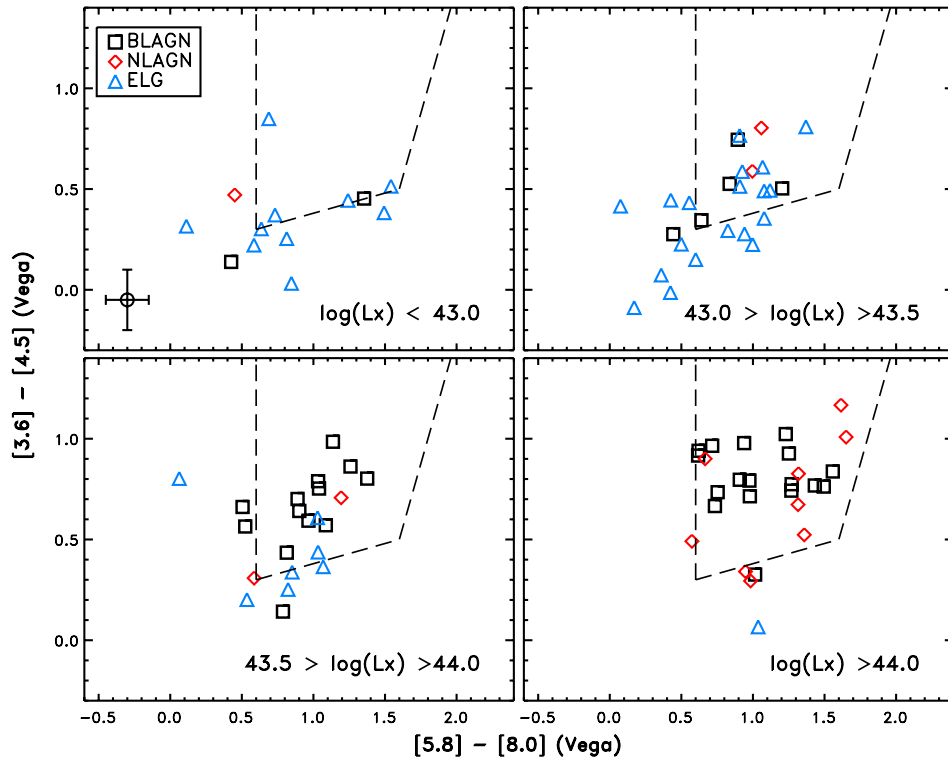 BLAGN
NLAGN
ELG
1.0
0.5
0.0
log(Lx) < 43.0
43.0 > log(Lx) >43.5
[3.6] − [4.5] (Vega)
1.0
0.5
0.0
43.5 > log(Lx) >44.0
log(Lx) >44.0
−0.5 0.0 0.5 1.0 1.5 2.0
−0.5 0.0 0.5 1.0 1.5 2.0
[5.8] − [8.0] (Vega)